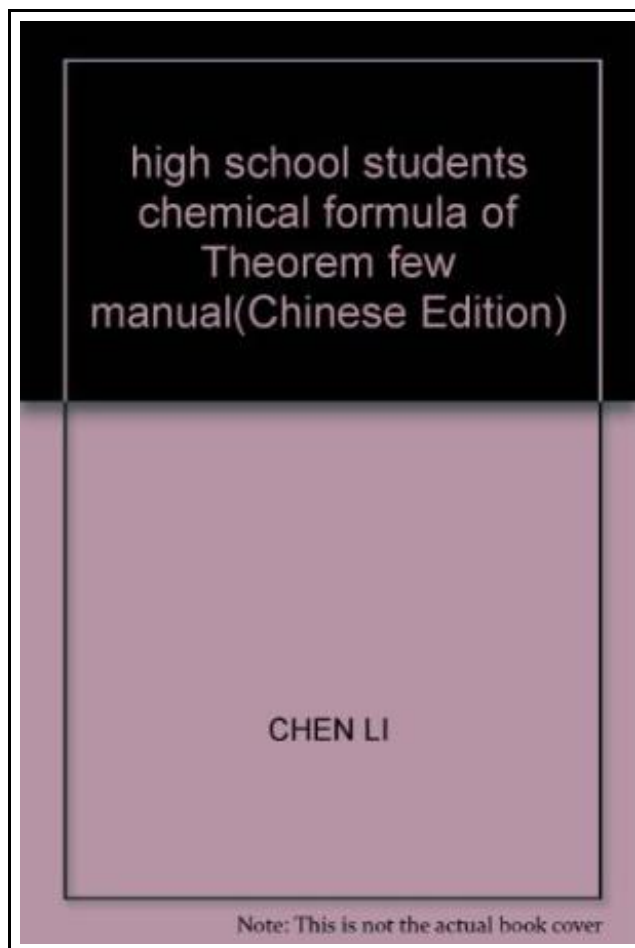 high school students
chemical formula of
Theorem few
manual(Chinese Edition)
CHEN LI
Note: This is not the actual book cover